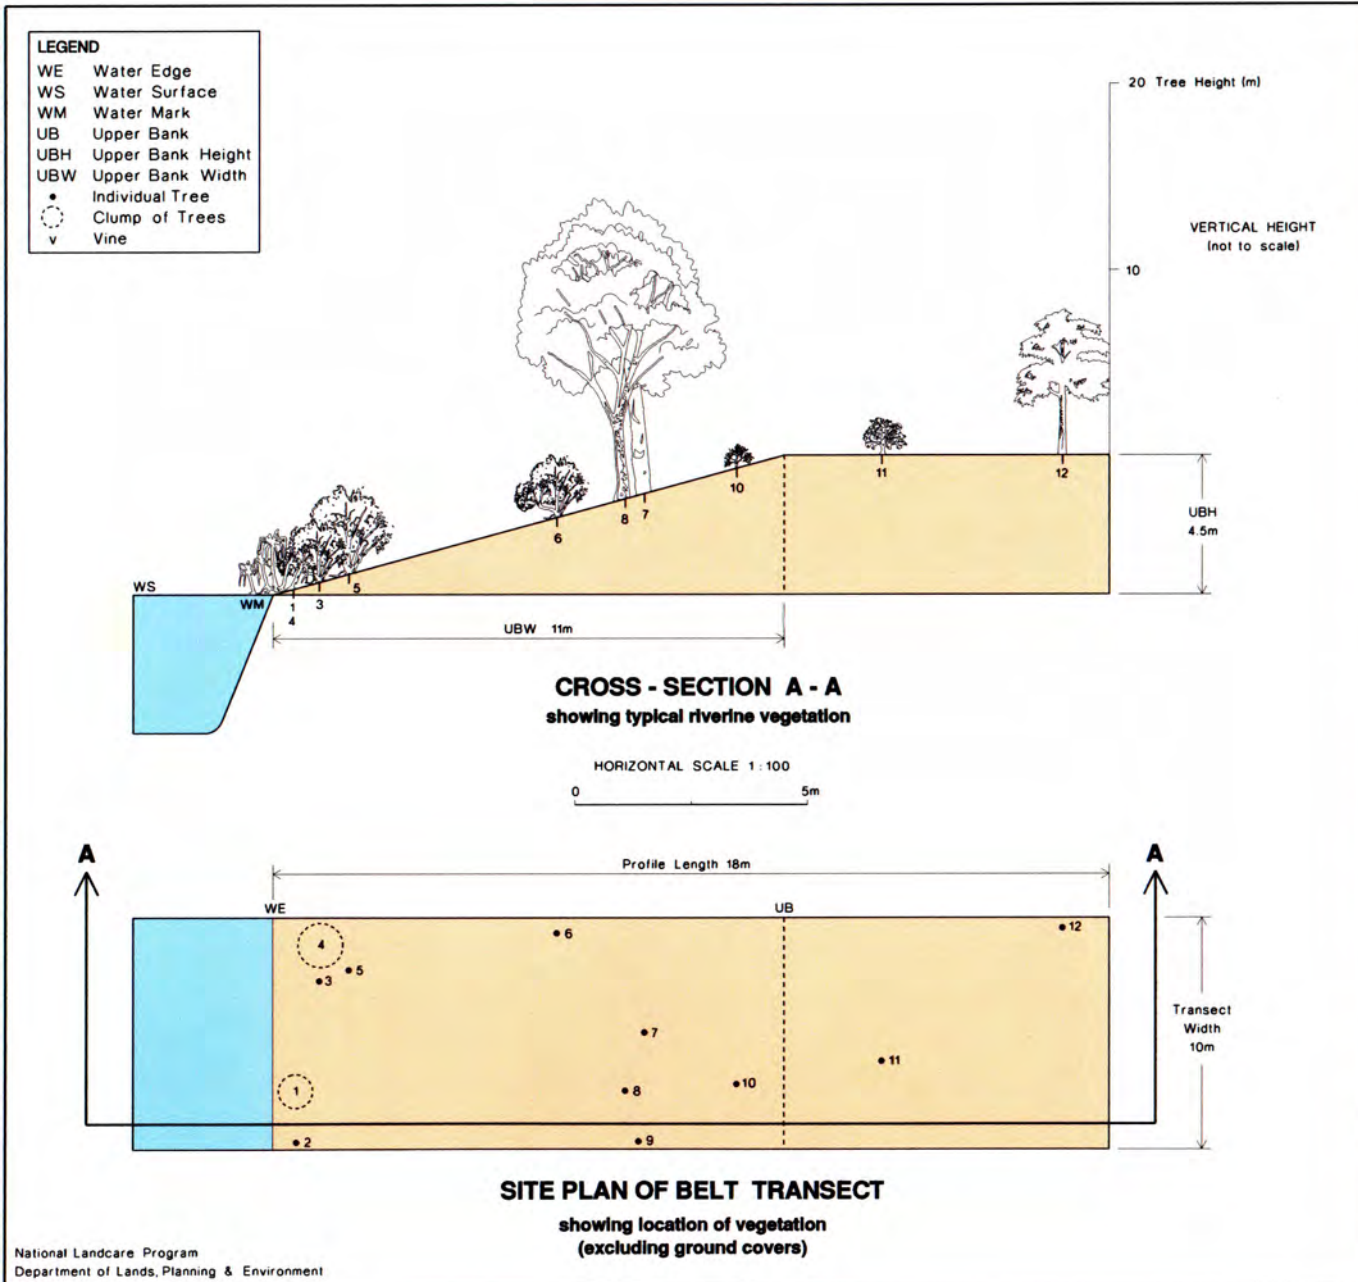 LEGEND
WE Water Edge
WS Water Surface
WM Water Mark
UB Upper Bank
UBH Upper Bank Height
UBW Upper Bank Width
Individual Tree
Clump of Trees
v Vine
20 Tree Height (m)
VERTICAL HEIGHT
(not to scale)
10
10
11
12
8
7
6
UBH
4.5m
WS
WM
1
3
5
4
UBW 11m
CROSS - SECTION A - A
showing typical riverine vegetation
HORIZONTAL SCALE 1:100
0
5m
A
A
Profile Length 18m
WE
UB
4
6
12
3
5
7
Transect
Width
10m
11
1
8
10
2
9
SITE PLAN OF BELT TRANSECT
showing location of vegetation
(excluding ground covers)
National Landcare Program
Department of Lands, Planning & Environment